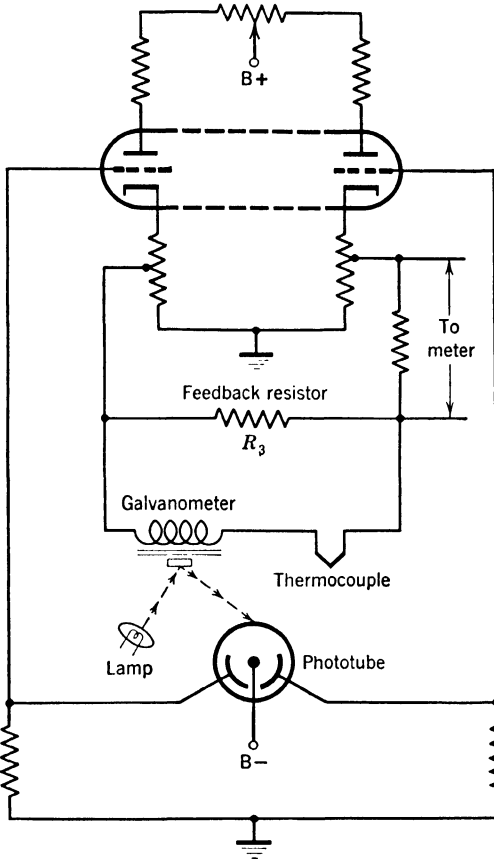 B+
To
meter
Feedback resistor
R₃
Galvanometer
Thermocouple
Lamp
Phototube
B−